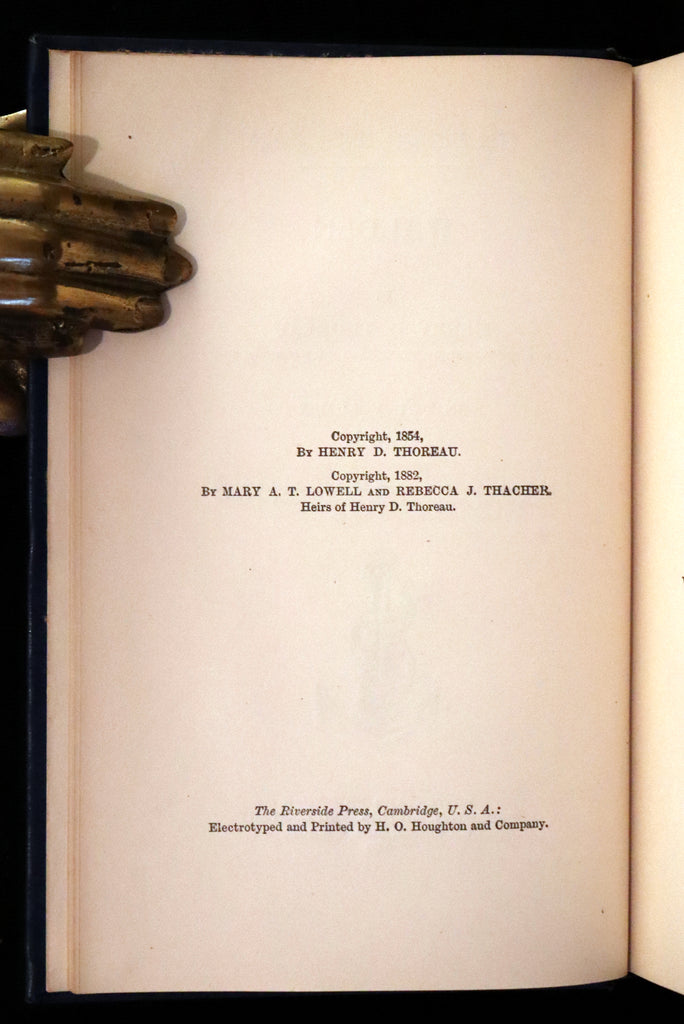 Copyright, 1854,
By HENRY D. THOREAU.
Copyright, 1882,
By MARY A. T. LOWELL AND REBECCA J. THACHER.
Heirs of Henry D. Thoreau.
The Riverside Press, Cambridge, U. S. A.:
Electrotyped and Printed by H. O. Houghton and Company.